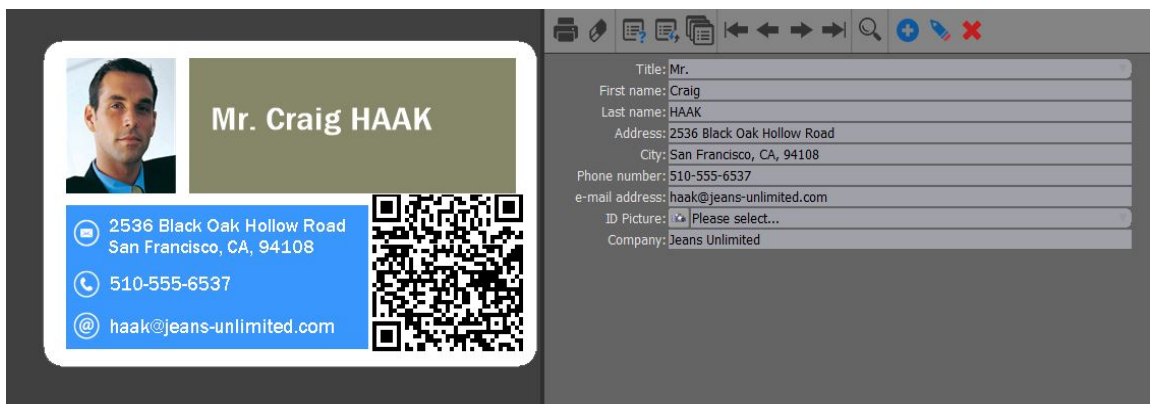 Mr. Craig HAAK
2536 Black Oak Hollow Road
San Francisco, CA, 94108
510-555-6537
haak@jeans-unlimited.com
Title: Mr.
First name: Craig
Last name: HAAK
Address: 2536 Black Oak Hollow Road
City: San Francisco, CA, 94108
Phone number: 510-555-6537
e-mail address: haak@jeans-unlimited.com
ID Picture: Please select...
Company: Jeans Unlimited